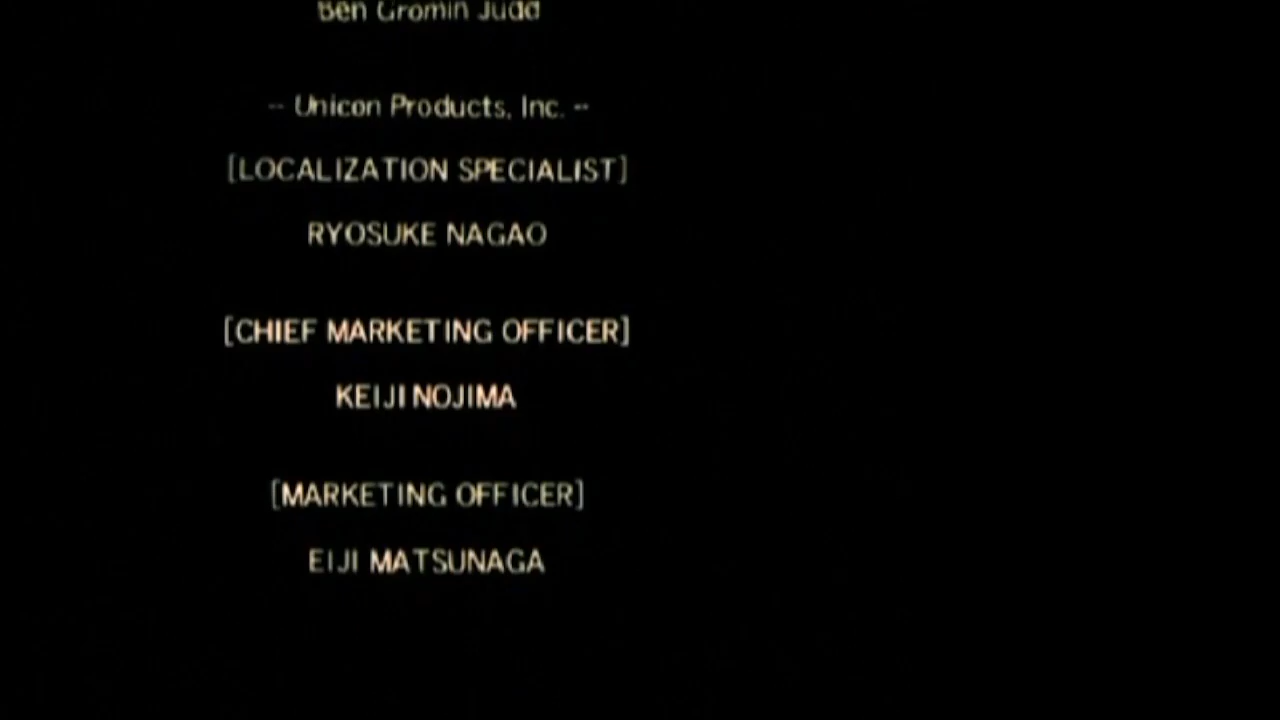 Ben Gromin Judd
-- Unicon Products, Inc. --
[LOCALIZATION SPECIALIST]
RYOSUKE NAGAO
[CHIEF MARKETING OFFICER]
KEIJI NOJIMA
[MARKETING OFFICER]
EIJI MATSUNAGA